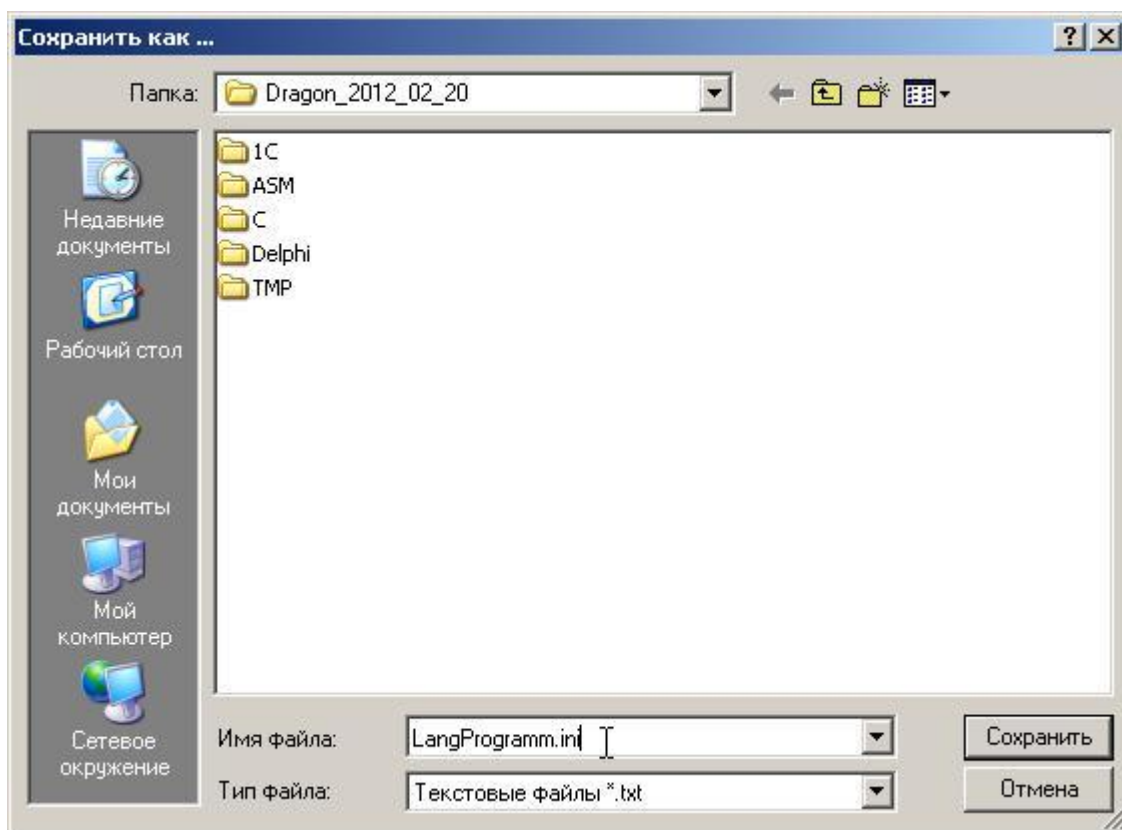 Сохранить как ...
Папка:
Dragon_2012_02_20
1C
ASM
C
Delphi
TMP
Недавние
документы
Рабочий стол
Мои
документы
Мой
компьютер
Сетевое
окружение
Имя файла:
LangProgramm.ini
Сохранить
Тип файла:
Текстовые файлы *.txt
Отмена